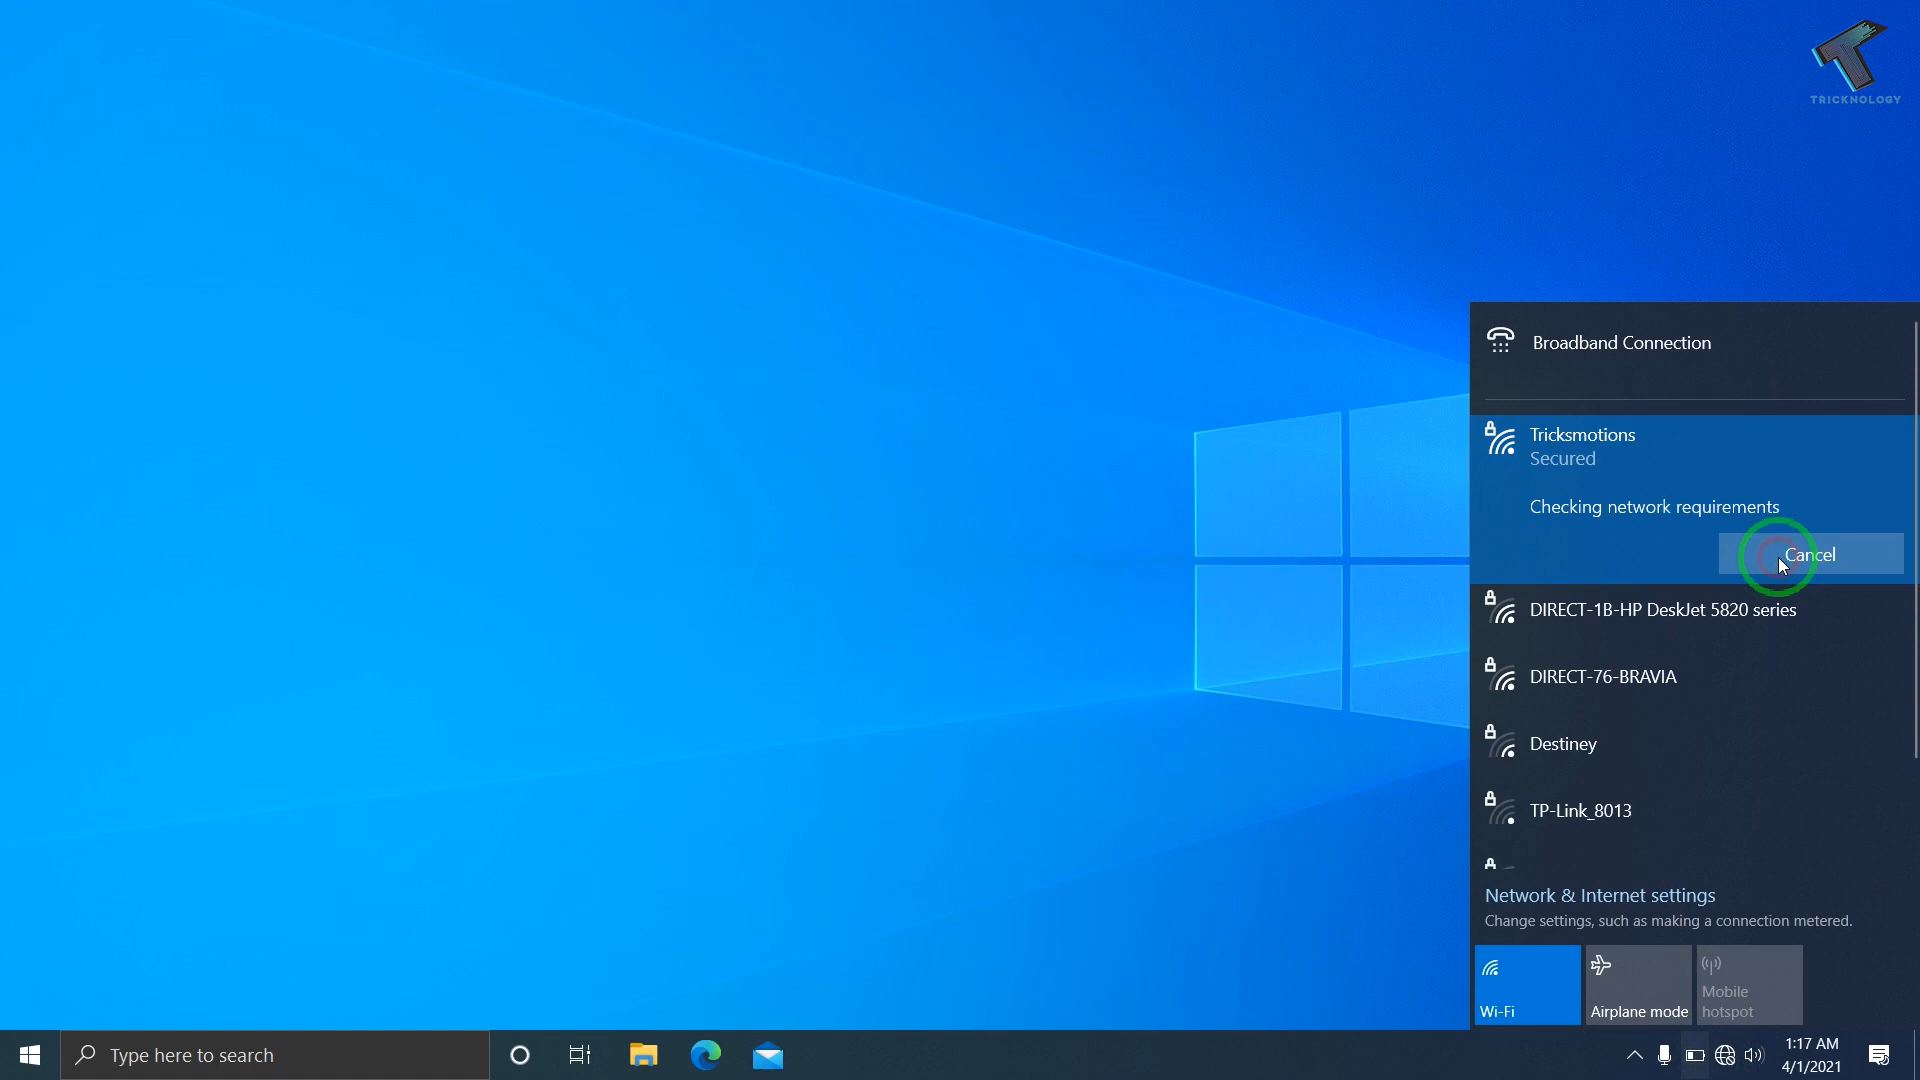 TRICKNOLOGY
Broadband Connection
Tricksmotions
Secured
Checking network requirements
Cancel
DIRECT-1B-HP DeskJet 5820 series
DIRECT-76-BRAVIA
Destiney
TP-Link_8013
Network & Internet settings
Change settings, such as making a connection metered.
Wi-Fi
Airplane mode
Mobile
hotspot
Type here to search
1:17 AM
4/1/2021